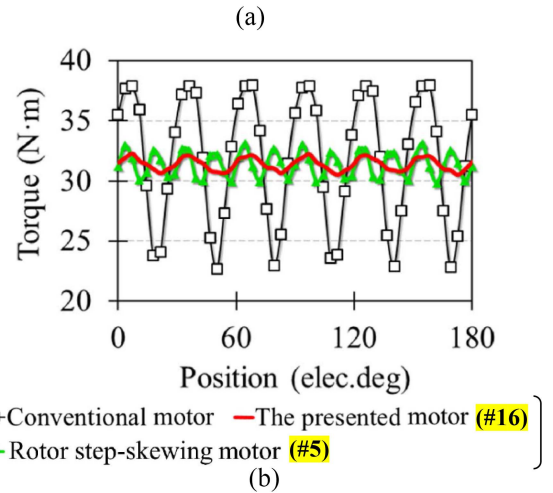 (a)
40
35
30
25
20
Torque (N·m)
0 60 120 180
Position (elec.deg)
Conventional motor The presented motor (#16)
Rotor step-skewing motor (#5)
(b)